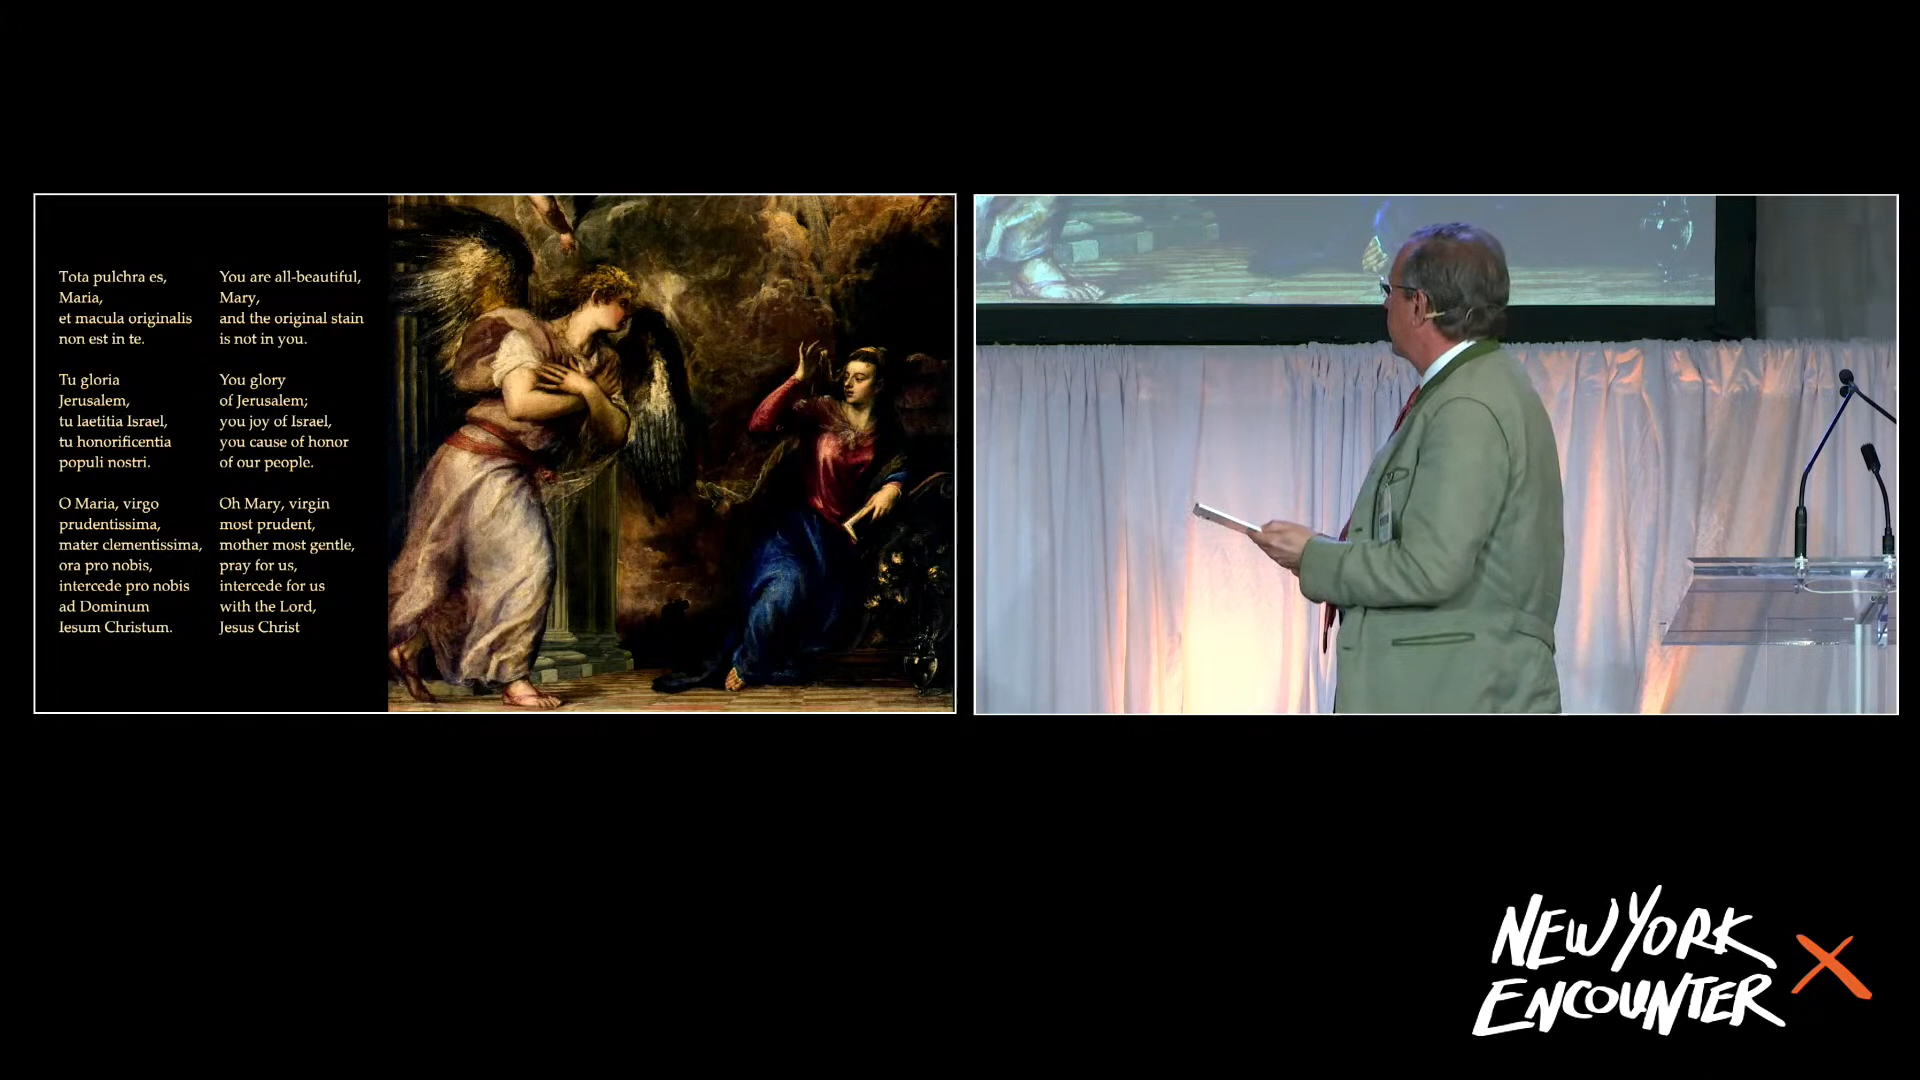 Tota pulchra es,
Maria,
et macula originalis
non est in te.
Tu gloria
Jerusalem,
tu laetitia Israel,
tu honorificentia
populi nostri.
O Maria, virgo
prudentissima,
mater clementissima,
ora pro nobis,
intercede pro nobis
ad Dominum
Iesum Christum.
You are all-beautiful,
Mary,
and the original stain
is not in you.
You glory
of Jerusalem;
you joy of Israel,
you cause of honor
of our people.
Oh Mary, virgin
most prudent,
mother most gentle,
pray for us,
intercede for us
with the Lord,
Jesus Christ
NEW YORK
ENCOUNTER